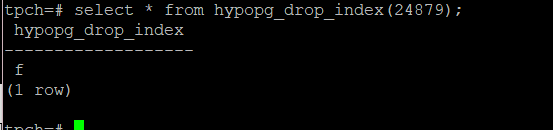 tpch=# select * from hypopg_drop_index(24879);
hypopg_drop_index
-------------------
f
(1 row)
tpch=#